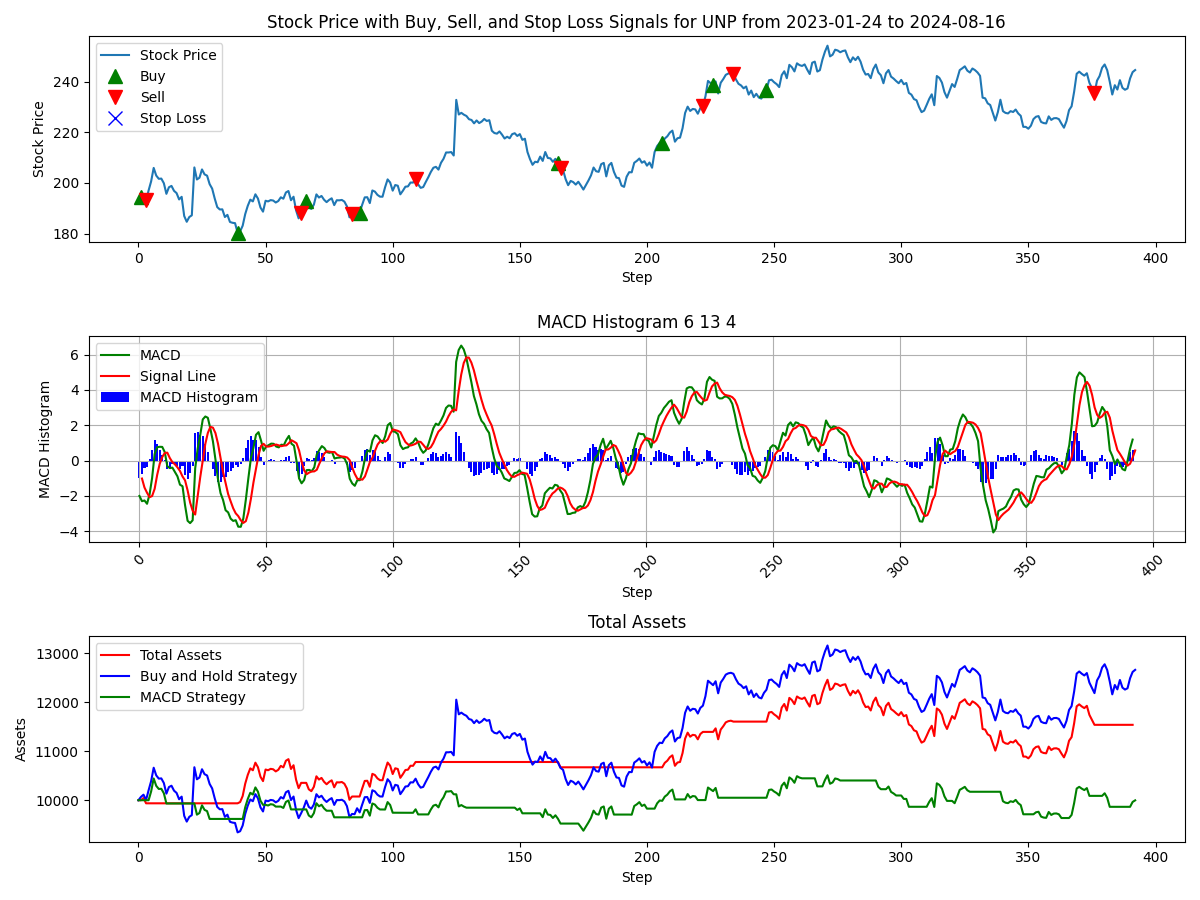 Stock Price with Buy, Sell, and Stop Loss Signals for UNP from 2023-01-24 to 2024-08-16
Stock Price
Buy
Sell
Stop Loss
Stock Price
240
220
200
180
0 50 100 150 200 250 300 350 400
Step
MACD Histogram 6 13 4
MACD
Signal Line
MACD Histogram
MACD Histogram
6
4
2
0
−2
−4
0 50 100 150 200 250 300 350 400
Step
Total Assets
Total Assets
Buy and Hold Strategy
MACD Strategy
Assets
13000
12000
11000
10000
0 50 100 150 200 250 300 350 400
Step